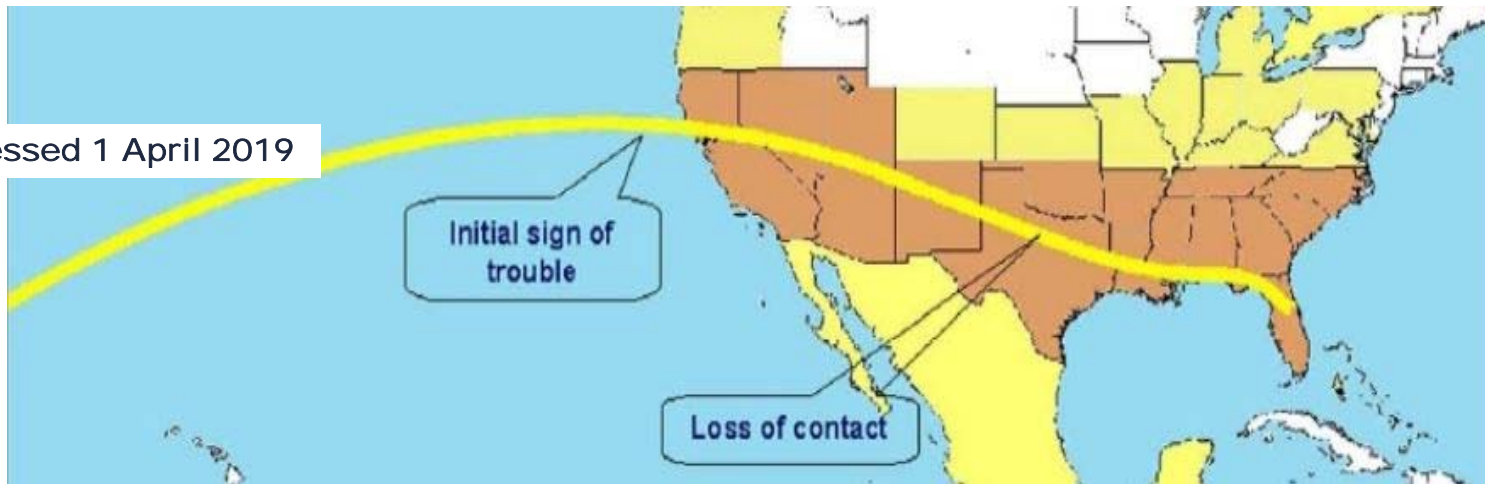 essed 1 April 2019
Initial sign of
trouble
Loss of contact